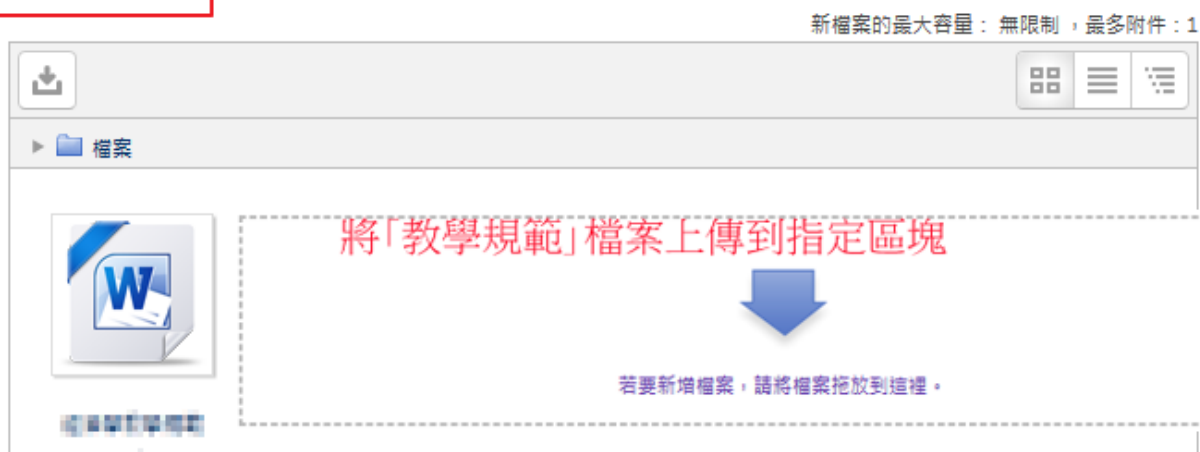 新檔案的最大容量： 無限制 ，最多附件：1
檔案
將「教學規範」檔案上傳到指定區塊
若要新增檔案，請將檔案拖放到這裡。